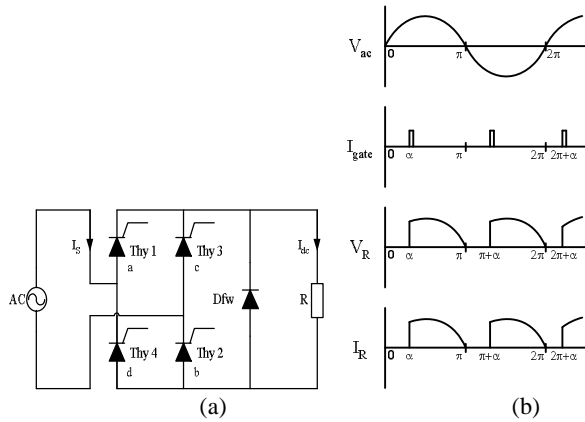 AC
I_S
Thy 1
a
Thy 3
c
Thy 4
d
Thy 2
b
Dfw
I_dc
R
(a)
V_ac
0 π 2π
I_gate
0 α π 2π 2π+α
V_R
0 α π π+α 2π 2π+α
I_R
0 α π π+α 2π 2π+α
(b)